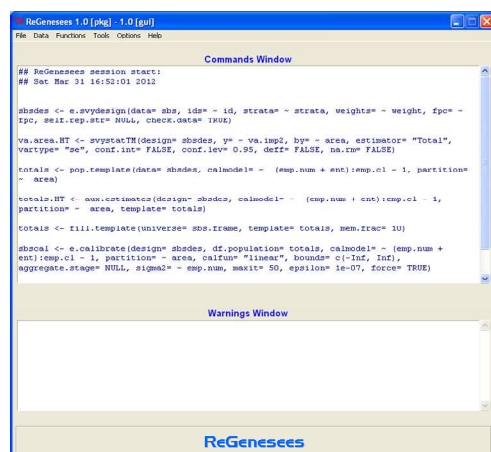 ReGenesees 1.0 [pkg] - 1.0 [gui]
File Data Functions Tools Options Help
Commands Window
## ReGenesees session start:
## Sat Mar 31 16:52:01 2012
sbsdes <- e.svydesign(data= sbs, ids= ~ id, strata= ~ strata, weights= ~ weight, fpc= ~
fpc, self.rep.str= NULL, check.data= TRUE)
va.area.HT <- svystatTM(design= sbsdes, y= ~ va.imp2, by= ~ area, estimator= "Total",
vartype= "se", conf.int= FALSE, conf.lev= 0.95, deff= FALSE, na.rm= FALSE)
totals <- pop.template(data= sbsdes, calmodel= ~ (emp.num + ent):emp.cl - 1, partition=
~ area)
totals.HT <- aux.estimates(design= sbsdes, calmodel= ~ (emp.num + ent):emp.cl - 1,
partition= ~ area, template= totals)
totals <- fill.template(universe= sbs.frame, template= totals, mem.frac= 10)
sbscal <- e.calibrate(design= sbsdes, df.population= totals, calmodel= ~ (emp.num +
ent):emp.cl - 1, partition= ~ area, calfun= "linear", bounds= c(-Inf, Inf),
aggregate.stage= NULL, sigma2= ~ emp.num, maxit= 50, epsilon= 1e-07, force= TRUE)
Warnings Window
ReGenesees